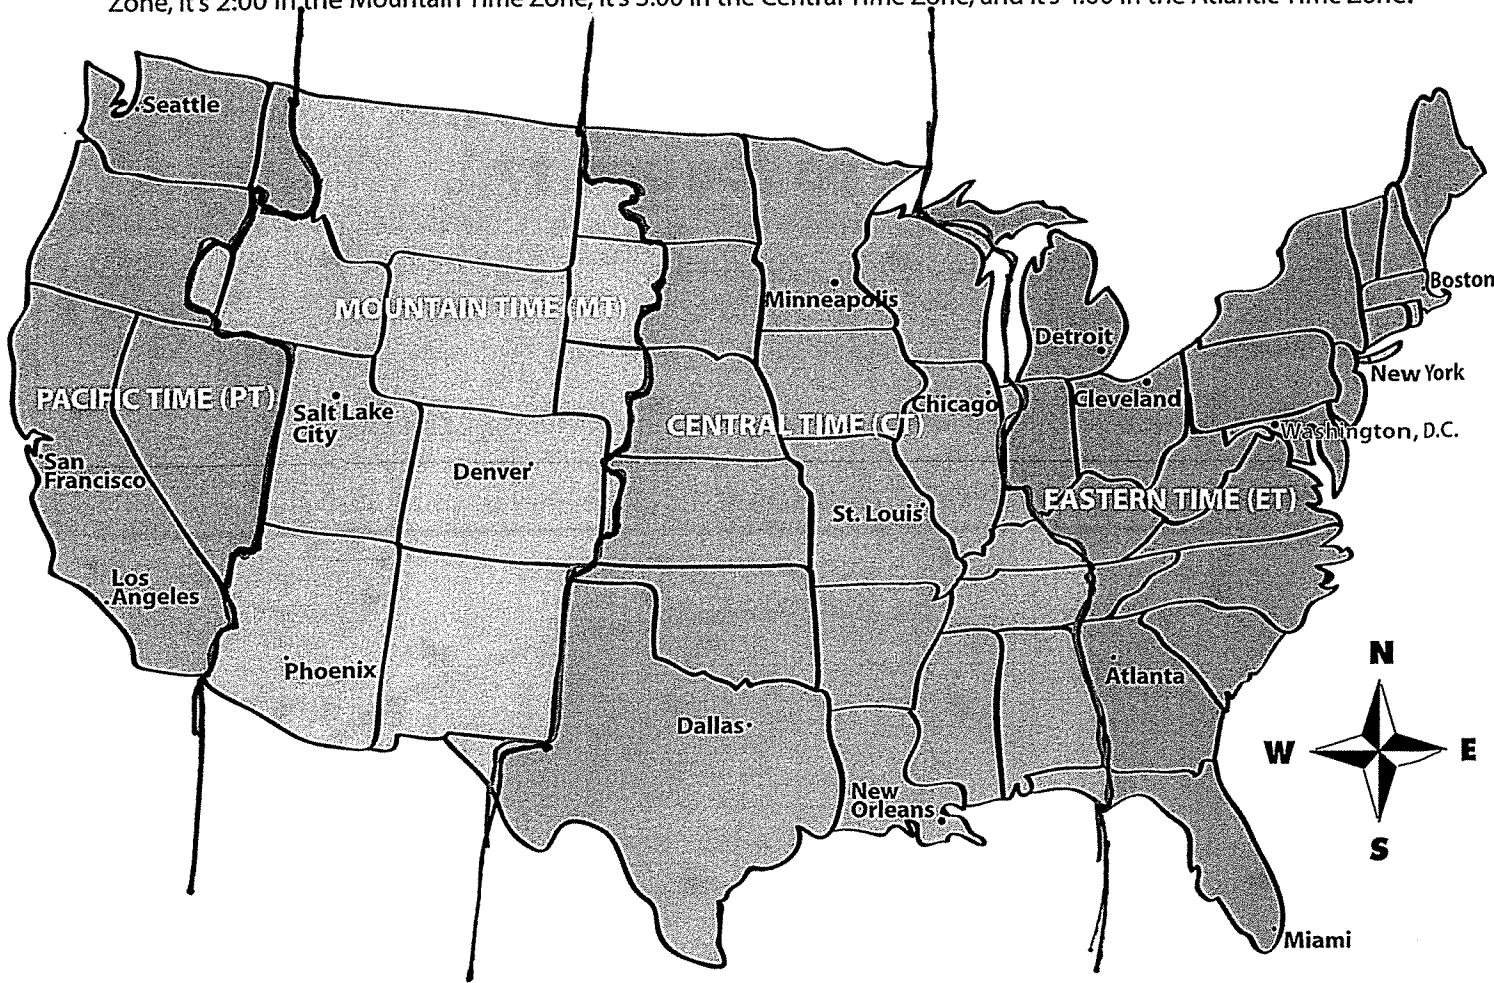 Zone, it's 2:00 in the Mountain Time Zone, it's 3:00 in the Central Time Zone, and it's 4:00 in the Atlantic Time Zone.
Seattle
Boston
Minneapolis
MOUNTAIN TIME (MT)
Detroit
New York
PACIFIC TIME (PT)
Salt Lake
City
Chicago
Cleveland
CENTRAL TIME (CT)
Washington, D.C.
San
Francisco
Denver
EASTERN TIME (ET)
St. Louis
Los
Angeles
Phoenix
Atlanta
N
Dallas
W
E
New
Orleans
S
Miami